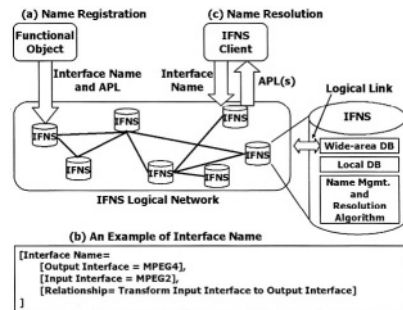 (a) Name Registration
(c) Name Resolution
Functional Object
IFNS Client
Interface Name and APL
Interface Name
APL(s)
Logical Link
IFNS
IFNS
IFNS
IFNS
IFNS
IFNS
IFNS
IFNS
Wide-area DB
Local DB
Name Mgmt. and Resolution Algorithm
IFNS Logical Network
(b) An Example of Interface Name
[Interface Name=
[Output Interface = MPEG4],
[Input Interface = MPEG2],
[Relationship= Transform Input Interface to Output Interface]
]